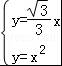 y=√3/3 x
y=x²